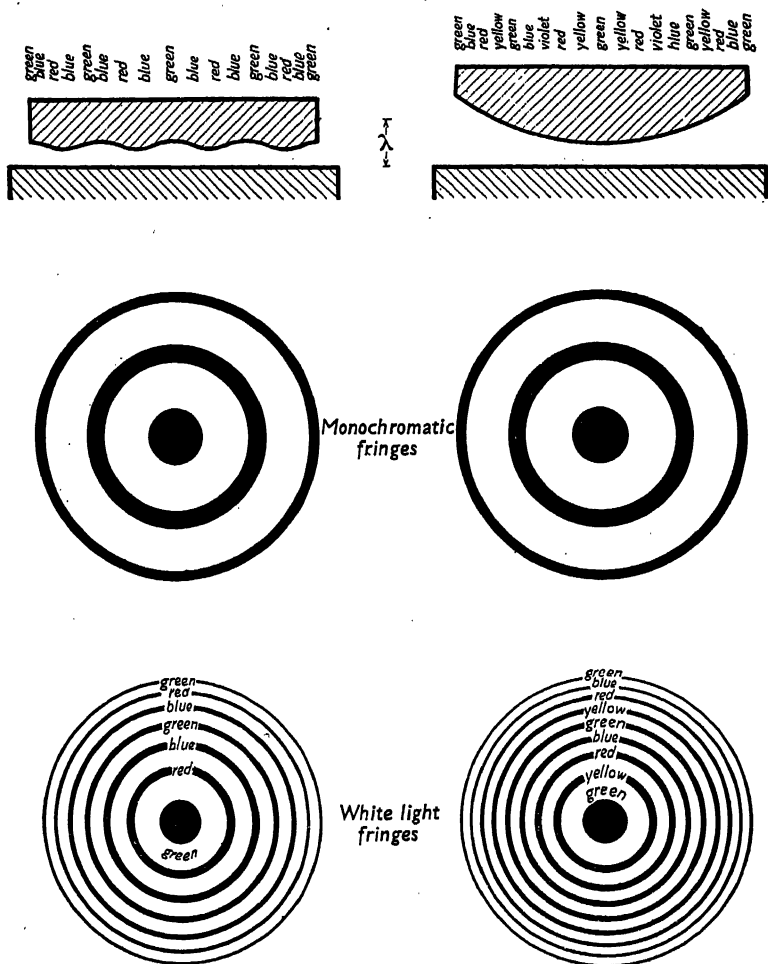 green
blue
red
blue
green
blue
red
blue
green
blue
red
blue
green
blue
red
blue
green
green
blue
red
yellow
green
blue
violet
red
yellow
green
yellow
red
violet
blue
green
yellow
red
blue
green
λ
Monochromatic
fringes
green
red
blue
green
blue
red
green
White light
fringes
green
blue
red
yellow
green
blue
red
yellow
green